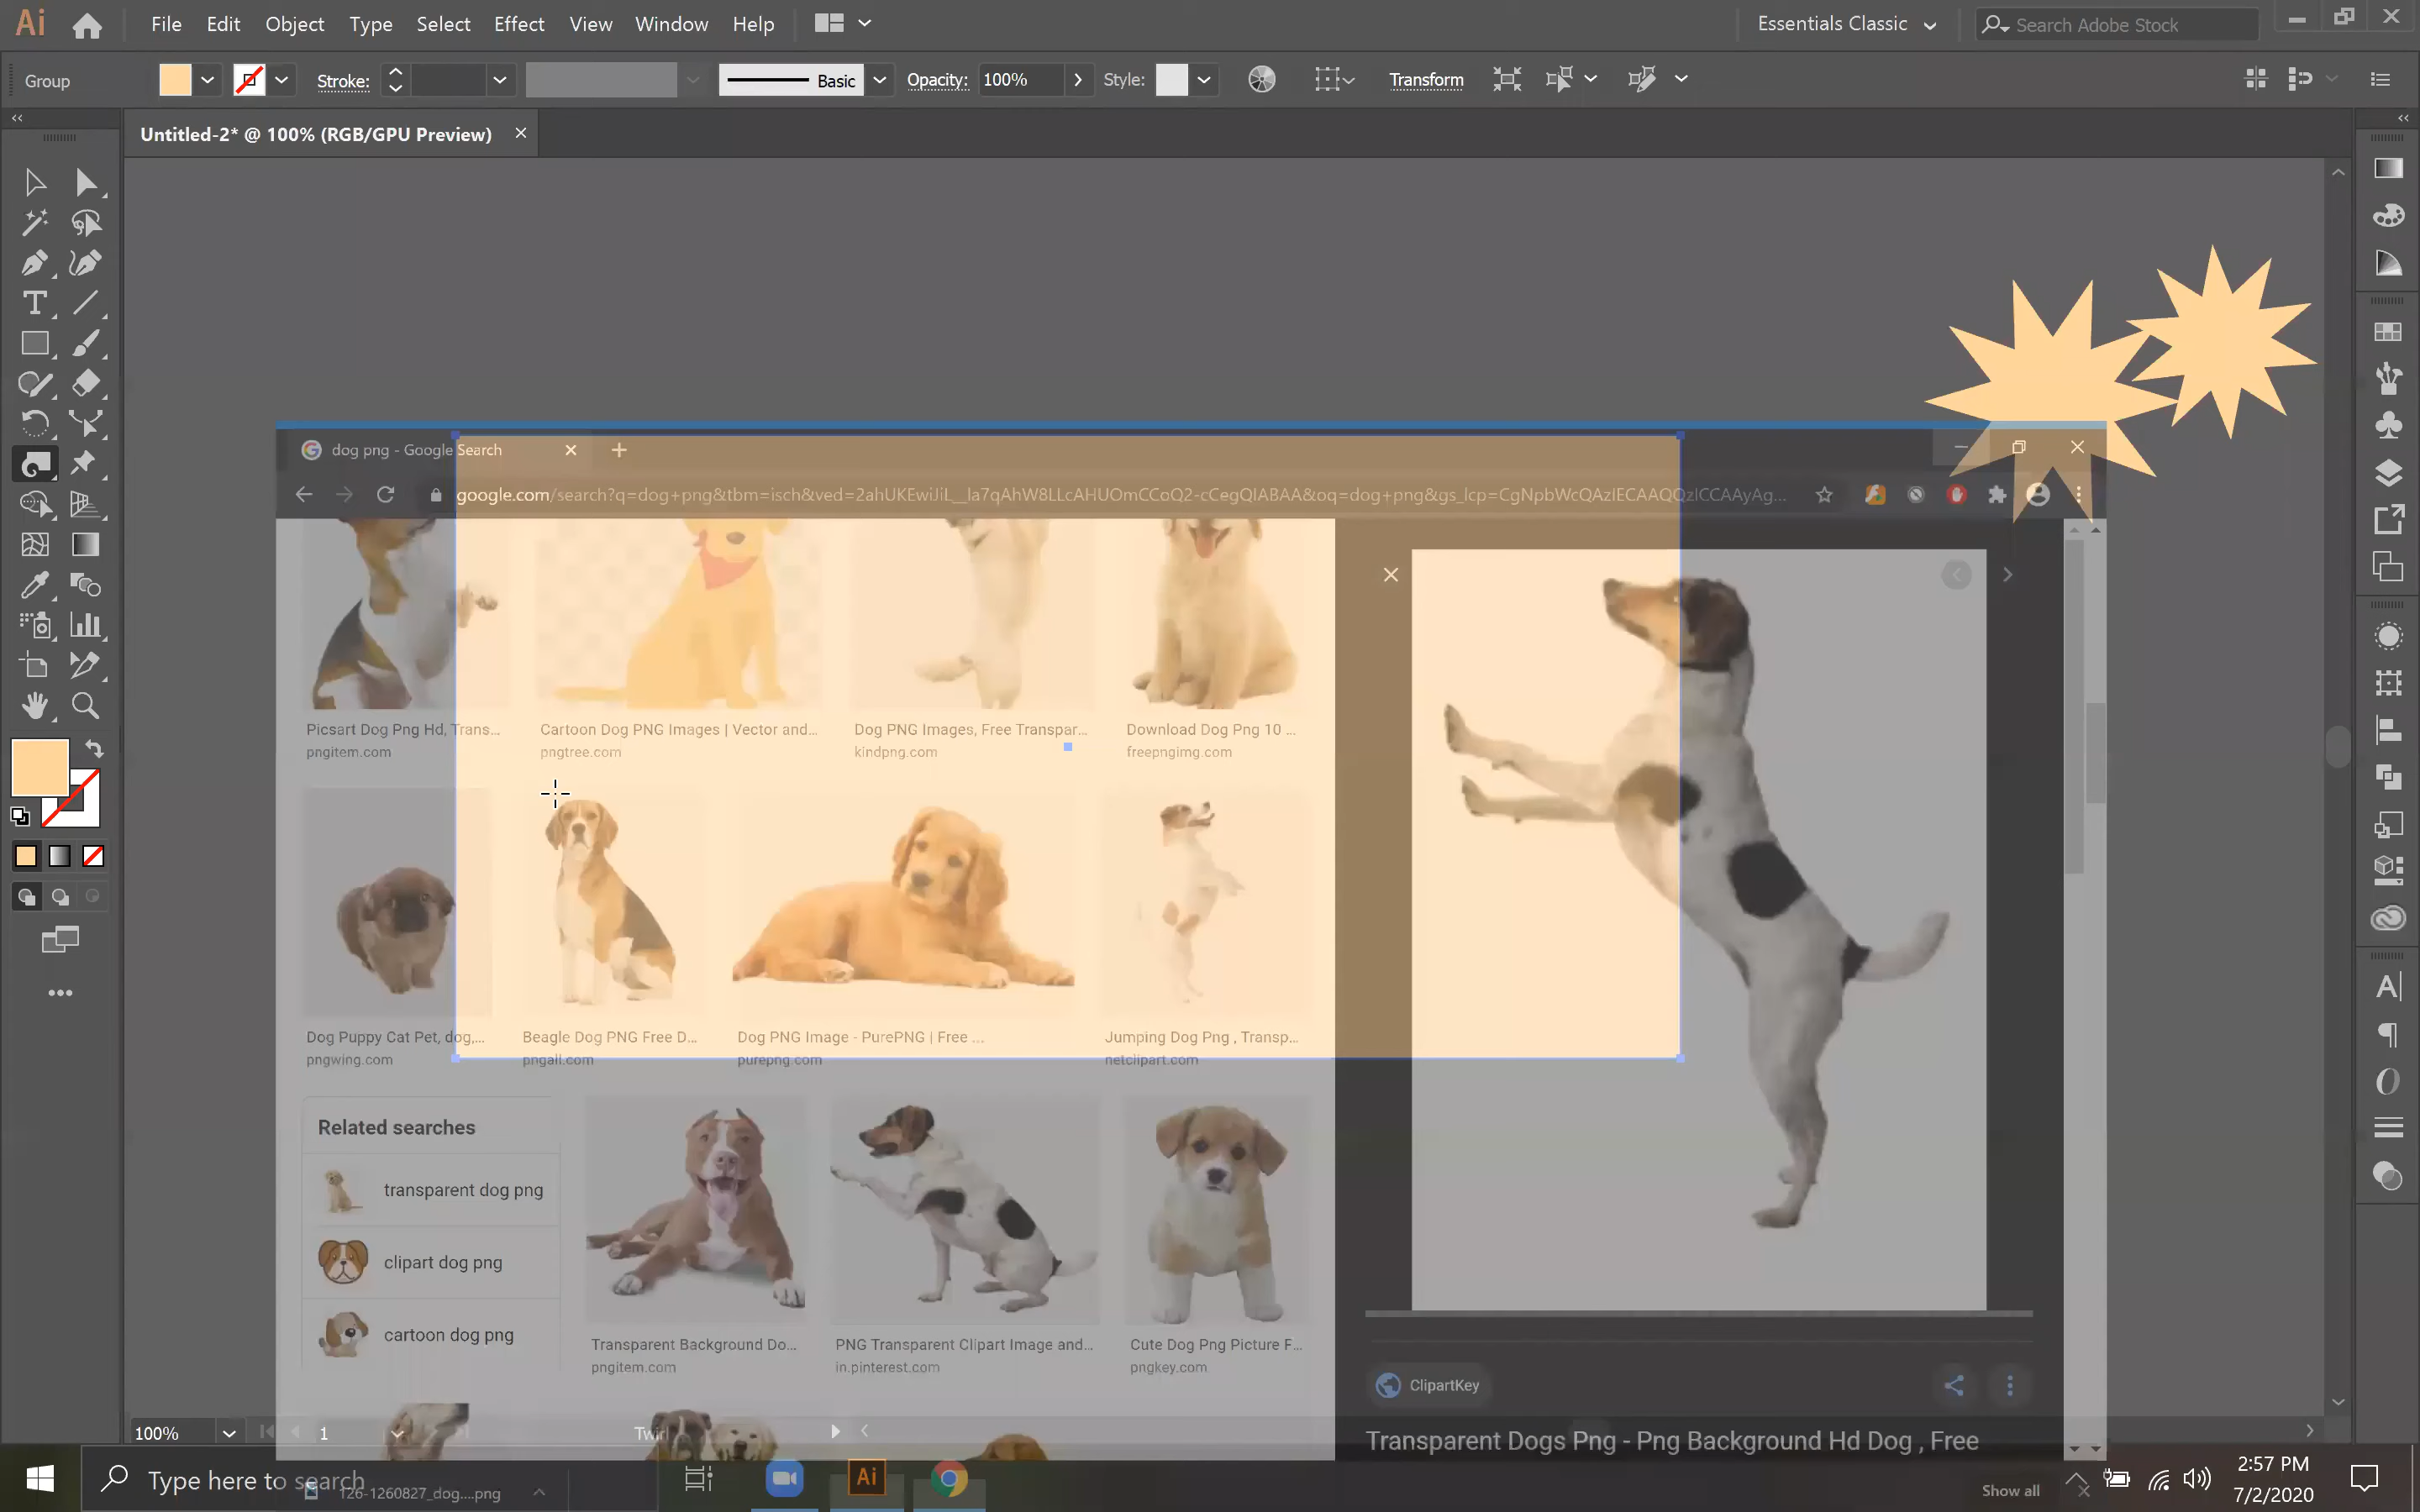 Ai File Edit Object Type Select Effect View Window Help Essentials Classic Search Adobe Stock
Group Stroke: Basic Opacity: 100% Style: Transform
Untitled-2* @ 100% (RGB/GPU Preview)
dog png - Google Search
google.com/search?q=dog+png&tbm=isch&ved=2ahUKEwiJiL__la7qAhW8LLcAHUOmCCoQ2-cCegQIABAA&oq=dog+png&gs_lcp=CgNpbWcQAzIECAAQQzICCAAyAg...
Picsart Dog Png Hd, Trans... Cartoon Dog PNG Images | Vector and... Dog PNG Images, Free Transpar... Download Dog Png 10 ...
pngitem.com pngtree.com kindpng.com freepngimg.com
Dog Puppy Cat Pet, dog,... Beagle Dog PNG Free D... Dog PNG Image - PurePNG | Free ... Jumping Dog Png , Transp...
pngwing.com pngall.com purepng.com netclipart.com
Related searches
transparent dog png
clipart dog png
cartoon dog png
Transparent Background Do... PNG Transparent Clipart Image and... Cute Dog Png Picture F...
pngitem.com in.pinterest.com pngkey.com
ClipartKey
Transparent Dogs Png - Png Background Hd Dog , Free
100% 1 Twirl
Type here to search
126-1260827_dog....png
Ai
Show all
2:57 PM
7/2/2020